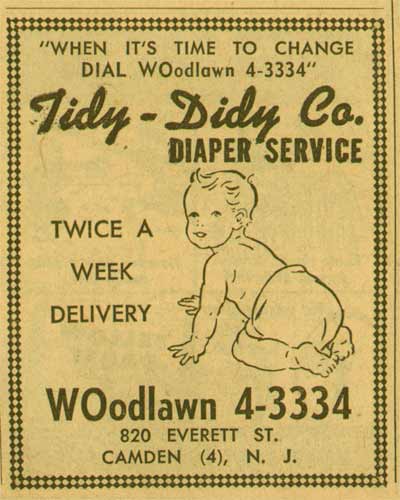 "WHEN IT'S TIME TO CHANGE
DIAL WOodlawn 4-3334"
Tidy - Didy Co.
DIAPER SERVICE
TWICE A
WEEK
DELIVERY
WOodlawn 4-3334
820 EVERETT ST.
CAMDEN (4), N. J.